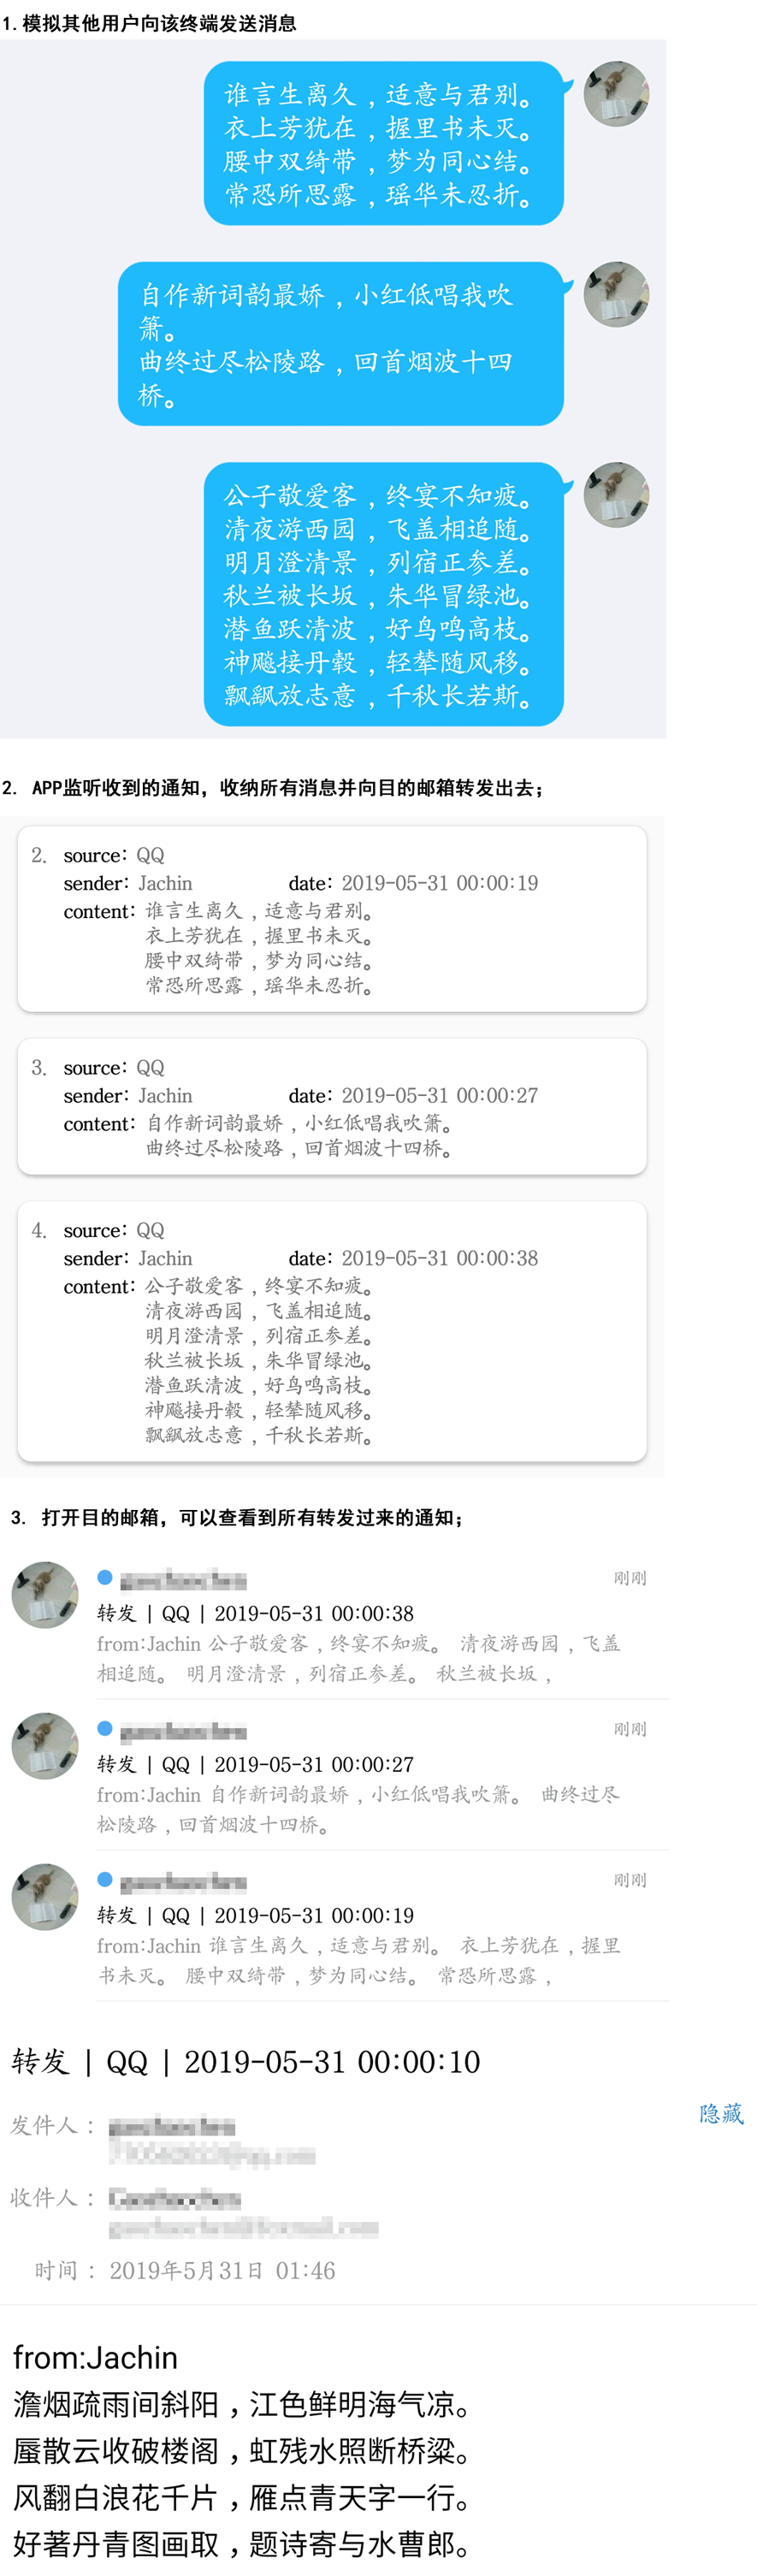 1.模拟其他用户向该终端发送消息
谁言生离久，适意与君别。
衣上芳犹在，握里书未灭。
腰中双绮带，梦为同心结。
常恐所思露，瑶华未忍折。
自作新词韵最娇，小红低唱我吹
箫。
曲终过尽松陵路，回首烟波十四
桥。
公子敬爱客，终宴不知疲。
清夜游西园，飞盖相追随。
明月澄清景，列宿正参差。
秋兰被长坂，朱华冒绿池。
潜鱼跃清波，好鸟鸣高枝。
神飚接丹毂，轻辇随风移。
飘飖放志意，千秋长若斯。
2. APP监听收到的通知，收纳所有消息并向目的邮箱转发出去；
2. source: QQ
sender: Jachin date: 2019-05-31 00:00:19
content: 谁言生离久，适意与君别。
衣上芳犹在，握里书未灭。
腰中双绮带，梦为同心结。
常恐所思露，瑶华未忍折。
3. source: QQ
sender: Jachin date: 2019-05-31 00:00:27
content: 自作新词韵最娇，小红低唱我吹箫。
曲终过尽松陵路，回首烟波十四桥。
4. source: QQ
sender: Jachin date: 2019-05-31 00:00:38
content: 公子敬爱客，终宴不知疲。
清夜游西园，飞盖相追随。
明月澄清景，列宿正参差。
秋兰被长坂，朱华冒绿池。
潜鱼跃清波，好鸟鸣高枝。
神飚接丹毂，轻辇随风移。
飘飖放志意，千秋长若斯。
3. 打开目的邮箱，可以查看到所有转发过来的通知；
刚刚
转发 | QQ | 2019-05-31 00:00:38
from:Jachin 公子敬爱客，终宴不知疲。 清夜游西园，飞盖
相追随。 明月澄清景，列宿正参差。 秋兰被长坂，
刚刚
转发 | QQ | 2019-05-31 00:00:27
from:Jachin 自作新词韵最娇，小红低唱我吹箫。 曲终过尽
松陵路，回首烟波十四桥。
刚刚
转发 | QQ | 2019-05-31 00:00:19
from:Jachin 谁言生离久，适意与君别。 衣上芳犹在，握里
书未灭。 腰中双绮带，梦为同心结。 常恐所思露，
转发 | QQ | 2019-05-31 00:00:10
隐藏
发件人：
收件人：
时间：2019年5月31日 01:46
from:Jachin
澹烟疏雨间斜阳，江色鲜明海气凉。
蜃散云收破楼阁，虹残水照断桥梁。
风翻白浪花千片，雁点青天字一行。
好著丹青图画取，题诗寄与水曹郎。